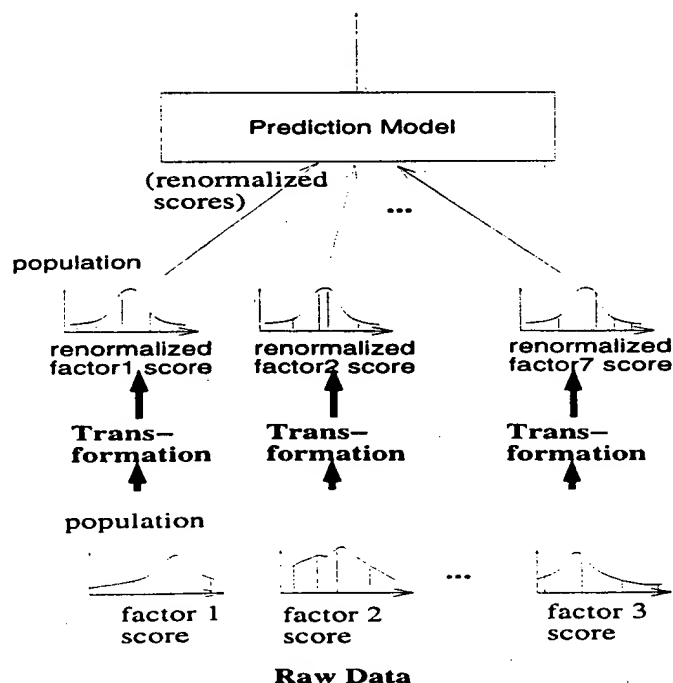 Prediction Model
(renormalized
scores)
...
population
renormalized
factor1 score
renormalized
factor2 score
renormalized
factor7 score
Trans-
formation
Trans-
formation
Trans-
formation
population
...
factor 1
score
factor 2
score
factor 3
score
Raw Data